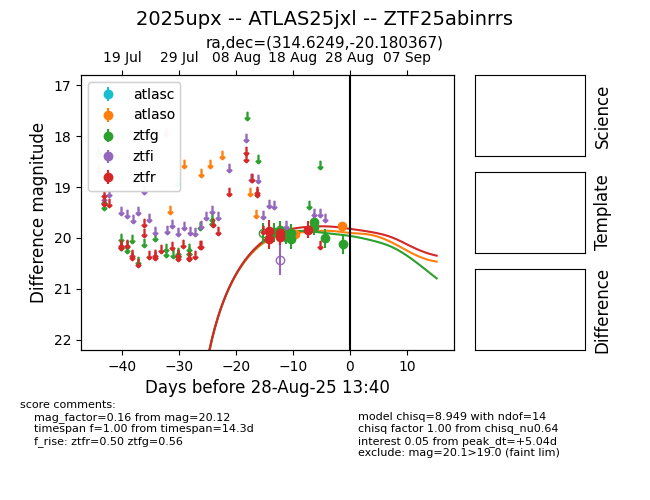 2025upx -- ATLAS25jxl -- ZTF25abinrrs
ra,dec=(314.6249,-20.180367)
19 Jul 29 Jul 08 Aug 18 Aug 28 Aug 07 Sep
atlasc
atlaso
ztfg
ztfi
ztfr
17
18
19
20
21
22
Difference magnitude
−40 −30 −20 −10 0 10
Days before 28-Aug-25 13:40
Science
Template
Difference
score comments:
mag_factor=0.16 from mag=20.12
timespan f=1.00 from timespan=14.3d
f_rise: ztfr=0.50 ztfg=0.56
model chisq=8.949 with ndof=14
chisq factor 1.00 from chisq_nu0.64
interest 0.05 from peak_dt=+5.04d
exclude: mag=20.1>19.0 (faint lim)